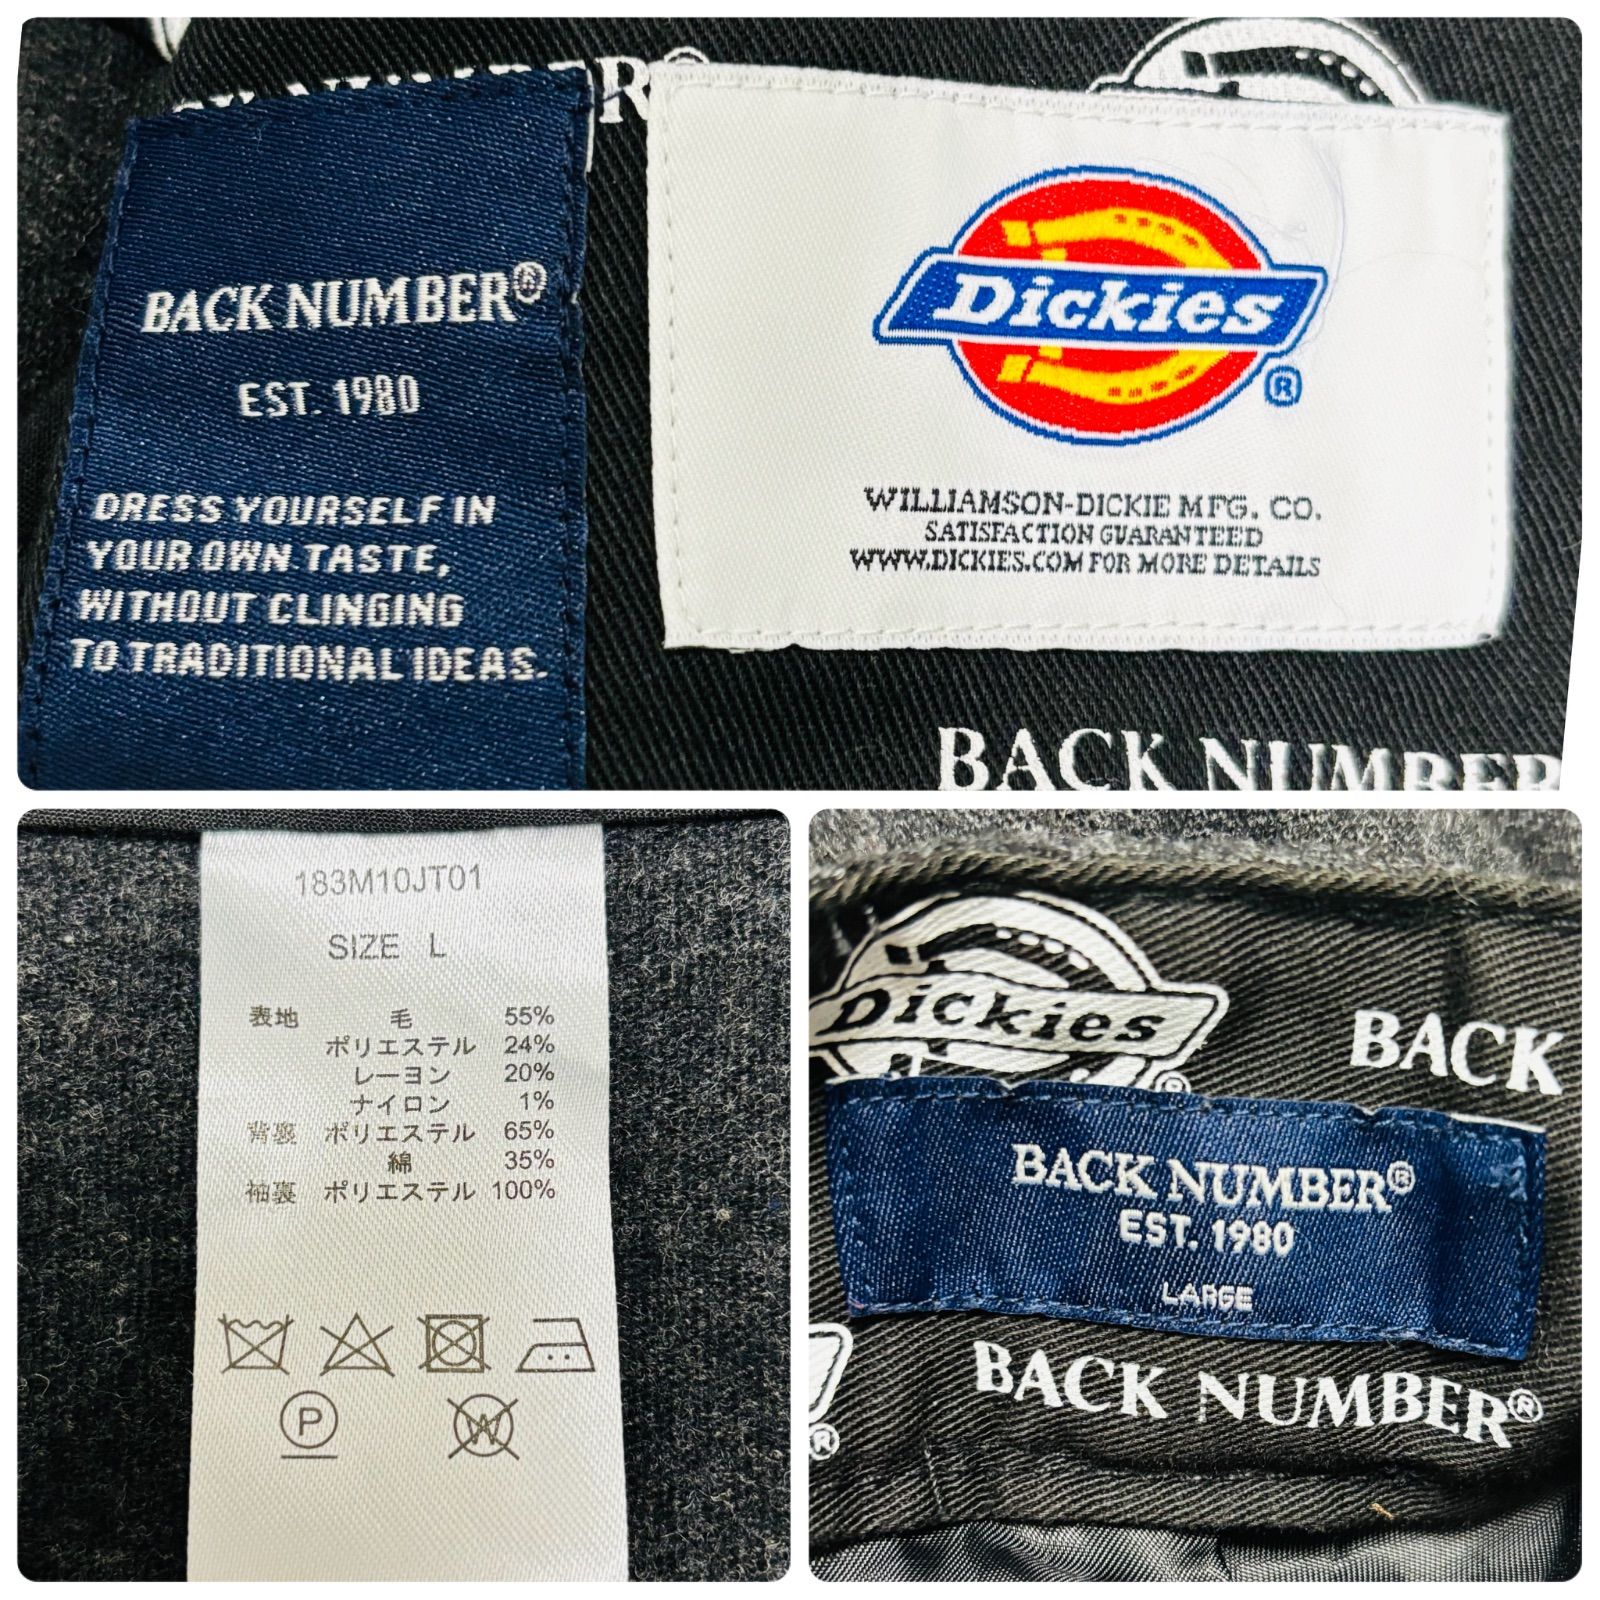 BACK NUMBER®
EST. 1980
DRESS YOURSELF IN
YOUR OWN TASTE,
WITHOUT CLINGING
TO TRADITIONAL IDEAS.
Dickies®
WILLIAMSON-DICKIE MFG. CO.
SATISFACTION GUARANTEED
WWW.DICKIES.COM FOR MORE DETAILS
BACK NUMBER
183M10JT01
SIZE L
表地 毛 55%
ポリエステル 24%
レーヨン 20%
ナイロン 1%
背裏 ポリエステル 65%
綿 35%
袖裏 ポリエステル 100%
P W
Dickies®
BACK
BACK NUMBER®
EST. 1980
LARGE
BACK NUMBER®